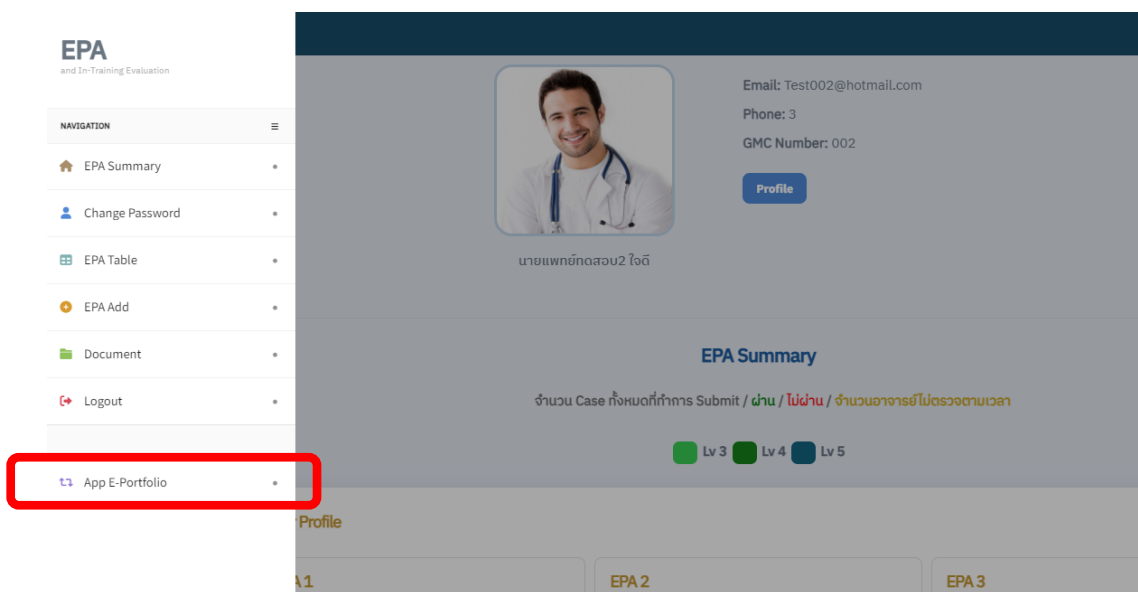 EPA
and In-Training Evaluation
NAVIGATION
EPA Summary
Change Password
EPA Table
EPA Add
Document
Logout
App E-Portfolio
Email: Test002@hotmail.com
Phone: 3
GMC Number: 002
Profile
นายแพทย์ทดสอบ2 ใจดี
EPA Summary
จำนวน Case ทั้งหมดที่ทำการ Submit / ผ่าน / ไม่ผ่าน / จำนวนอาจารย์ไม่ตรวจตามเวลา
Lv 3 Lv 4 Lv 5
Profile
A 1 EPA 2 EPA 3